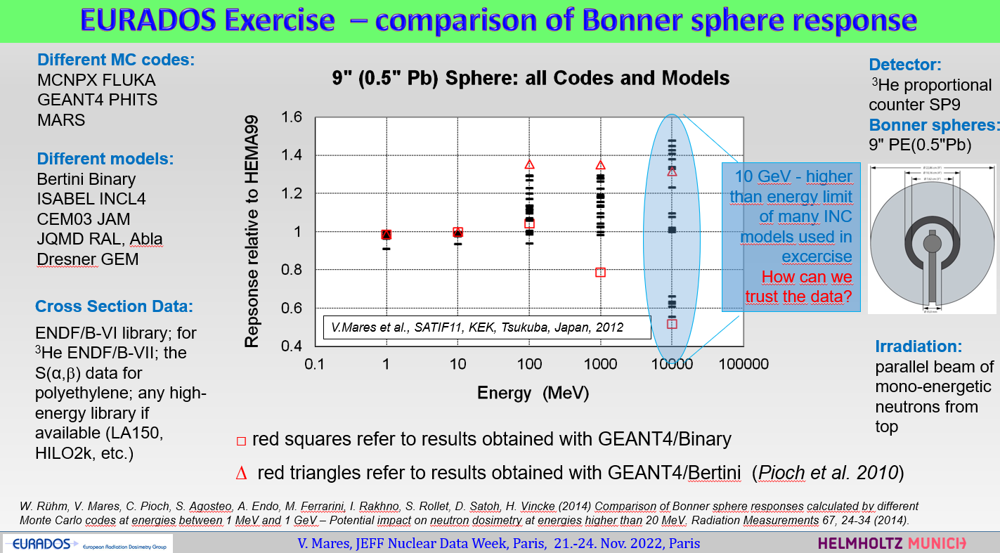 EURADOS Exercise – comparison of Bonner sphere response
Different MC codes:
MCNPX FLUKA
GEANT4 PHITS
MARS
Different models:
Bertini Binary
ISABEL INCL4
CEM03 JAM
JQMD RAL, Abla
Dresner GEM
Cross Section Data:
ENDF/B-VI library; for
³He ENDF/B-VII; the
S(α,β) data for
polyethylene; any high-
energy library if
available (LA150,
HILO2k, etc.)
9" (0.5" Pb) Sphere: all Codes and Models
Repsonse relative to HEMA99
1.6
1.4
1.2
1
0.8
0.6
0.4
V.Mares et al., SATIF11, KEK, Tsukuba, Japan, 2012
0.1
1
10
100
1000
10000
100000
Energy (MeV)
10 GeV - higher
than energy limit
of many INC
models used in
excercise
How can we
trust the data?
Detector:
³He proportional
counter SP9
Bonner spheres:
9" PE(0.5"Pb)
Irradiation:
parallel beam of
mono-energetic
neutrons from
top
□ red squares refer to results obtained with GEANT4/Binary
Δ red triangles refer to results obtained with GEANT4/Bertini (Pioch et al. 2010)
W. Rühm, V. Mares, C. Pioch, S. Agosteo, A. Endo, M. Ferrarini, I. Rakhno, S. Rollet, D. Satoh, H. Vincke (2014) Comparison of Bonner sphere responses calculated by different
Monte Carlo codes at energies between 1 MeV and 1 GeV – Potential impact on neutron dosimetry at energies higher than 20 MeV. Radiation Measurements 67, 24-34 (2014).
EURADOS European Radiation Dosimetry Group
V. Mares, JEFF Nuclear Data Week, Paris, 21.-24. Nov. 2022, Paris
HELMHOLTZ MUNICH